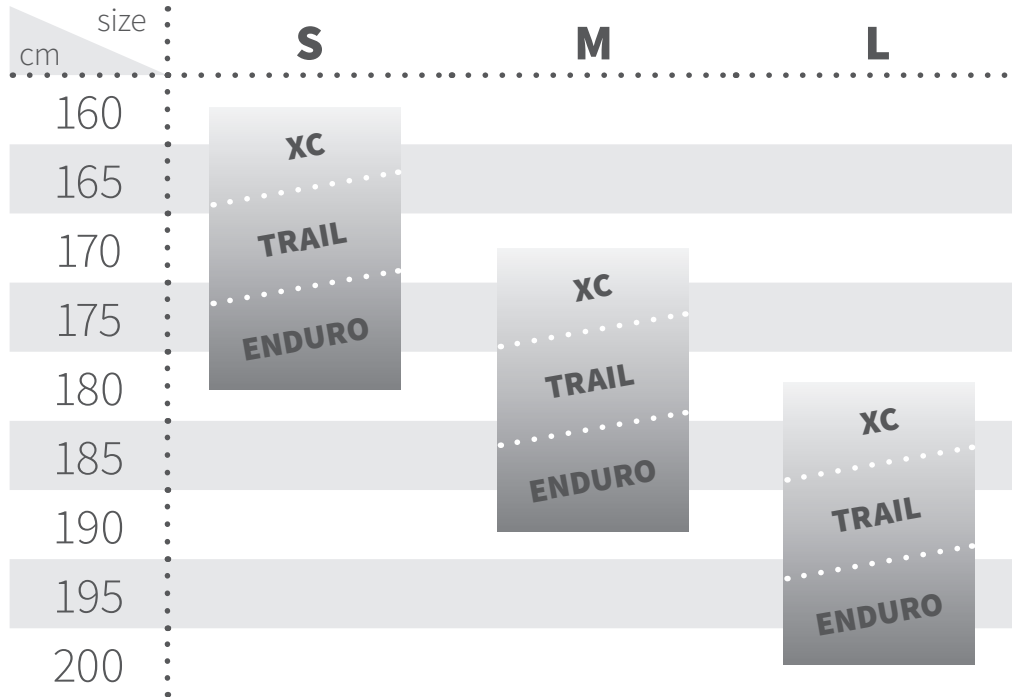 size
cm
S M L
160
XC
165
TRAIL
170
XC
175
ENDURO
TRAIL
180
XC
185
ENDURO
190
TRAIL
195
ENDURO
200